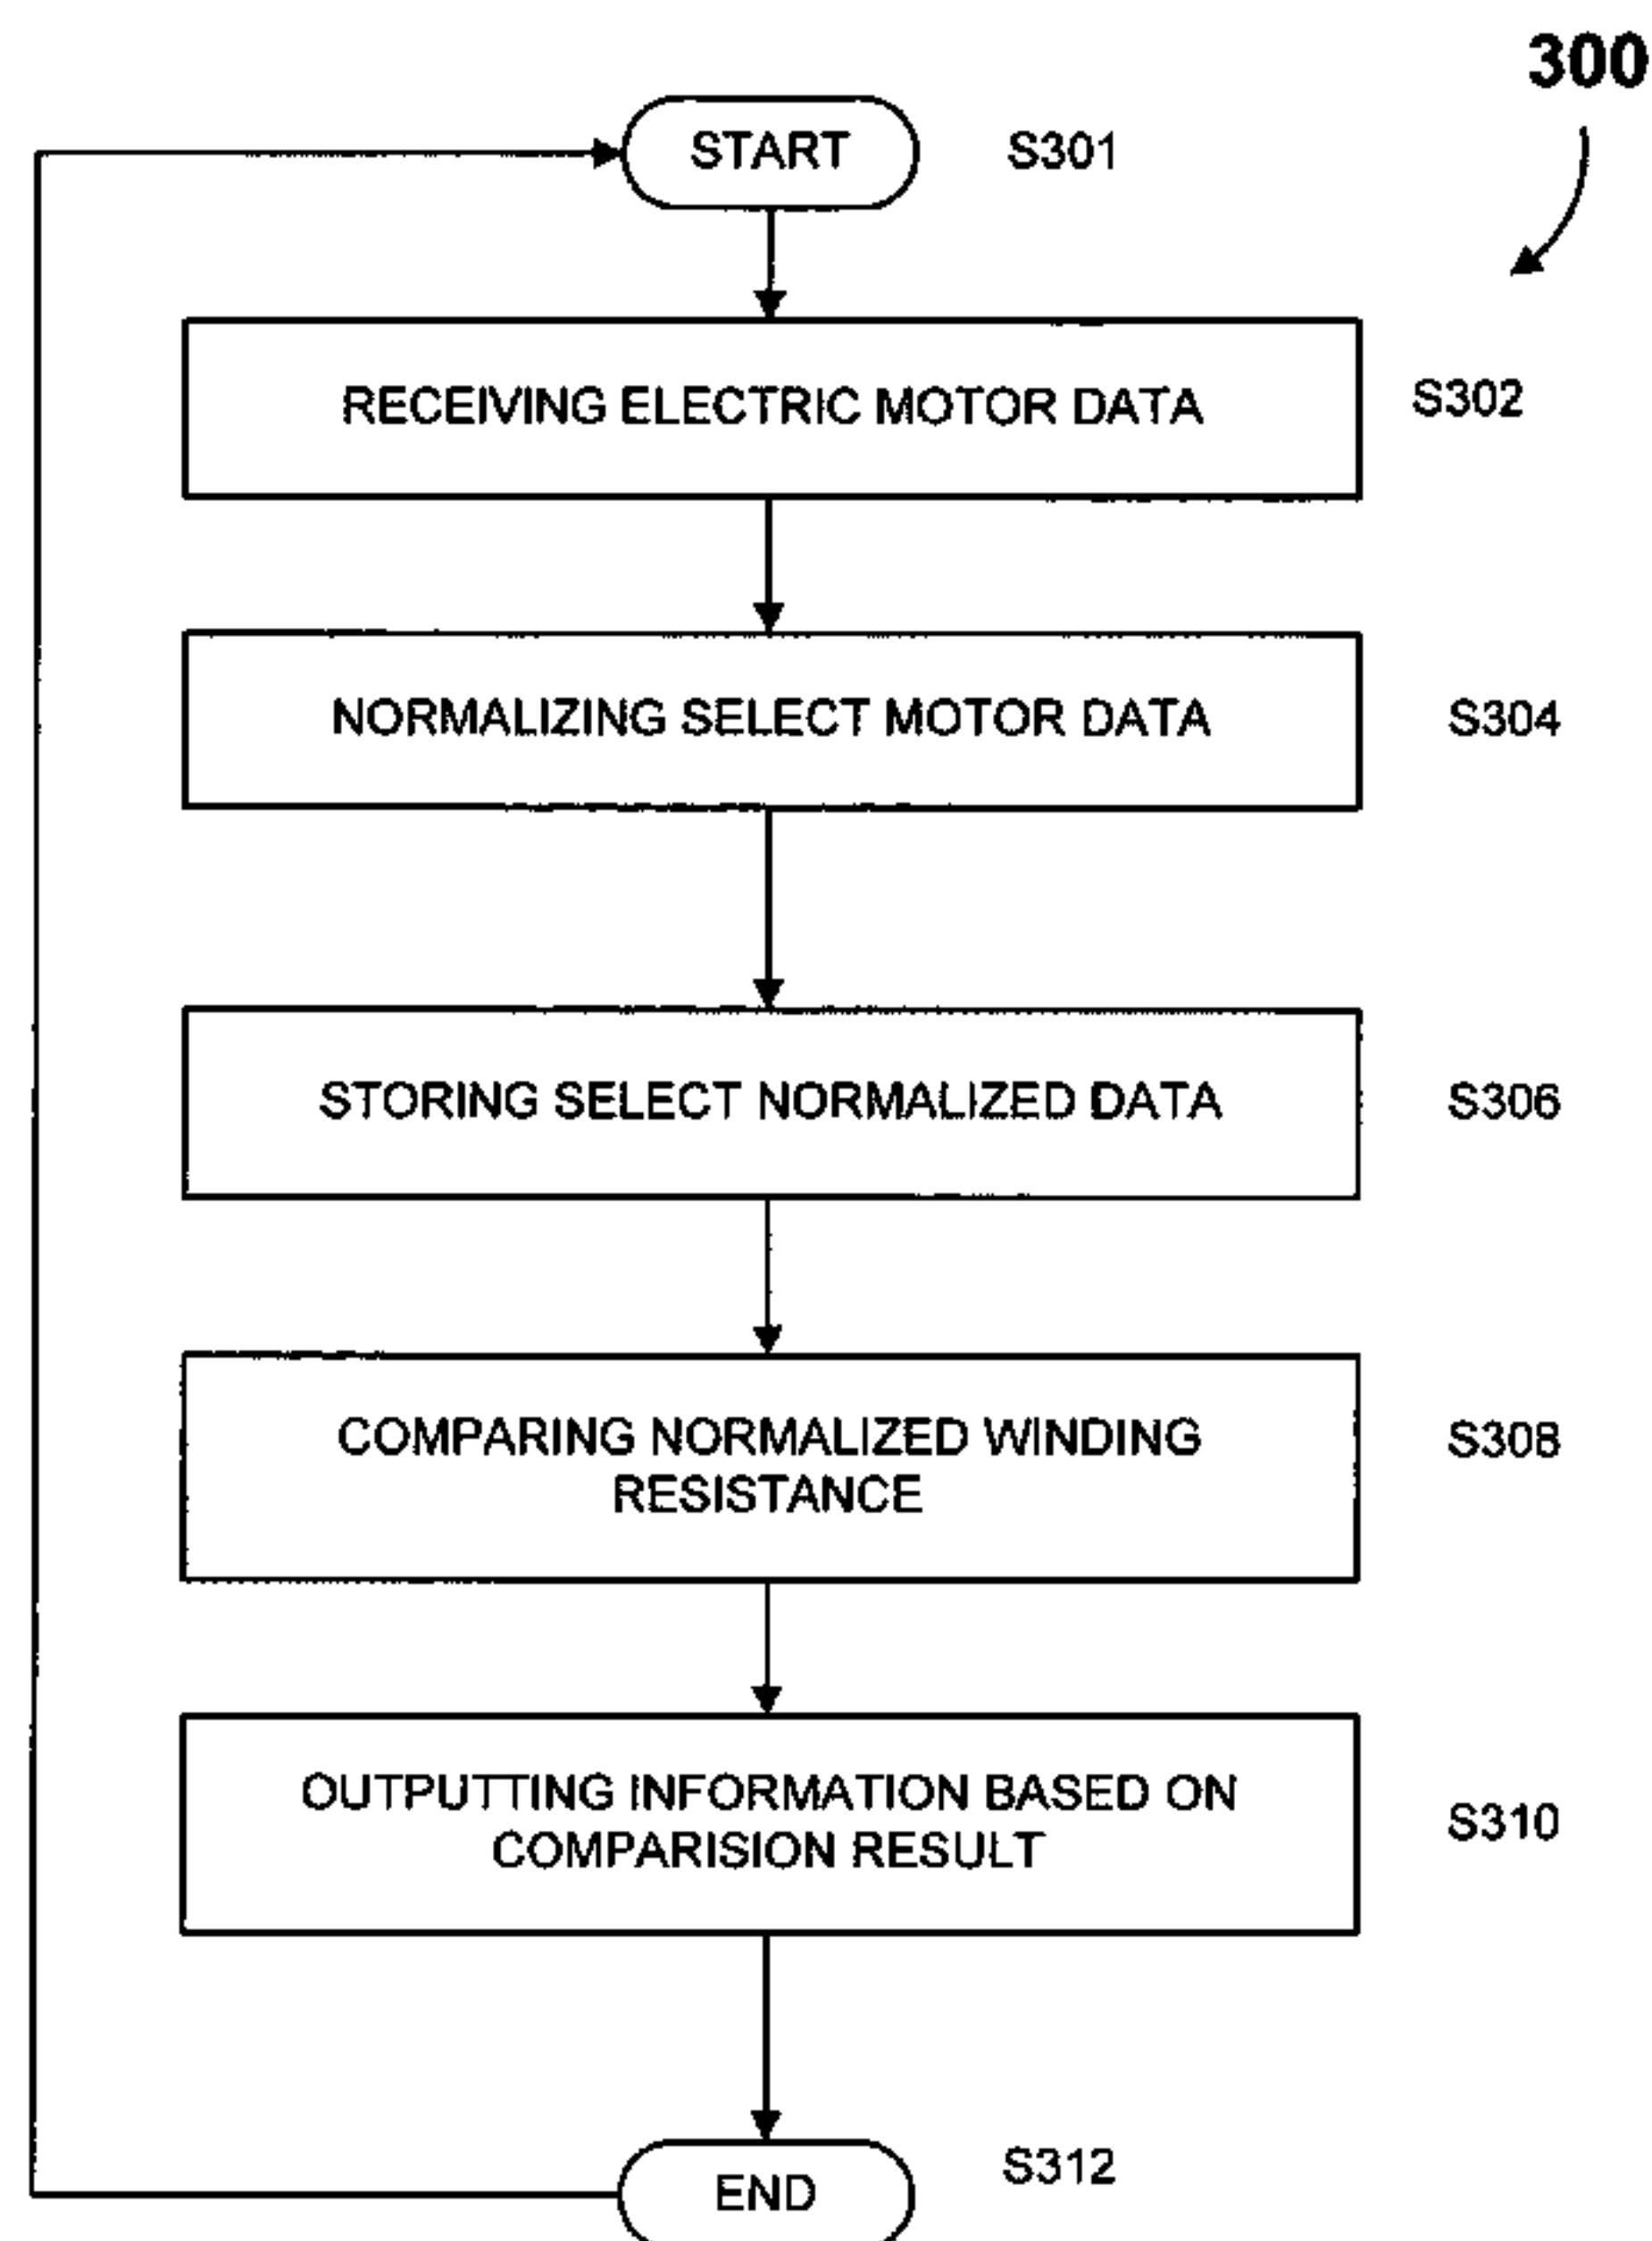 300
START S301
RECEIVING ELECTRIC MOTOR DATA S302
NORMALIZING SELECT MOTOR DATA S304
STORING SELECT NORMALIZED DATA S306
COMPARING NORMALIZED WINDING S308
RESISTANCE
OUTPUTTING INFORMATION BASED ON
COMPARISION RESULT S310
END S312